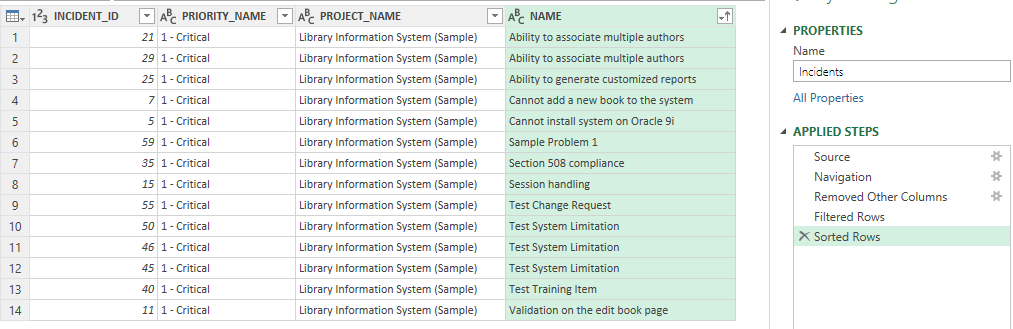 1²3 INCIDENT_ID ABC PRIORITY_NAME ABC PROJECT_NAME ABC NAME
1 21 1 - Critical Library Information System (Sample) Ability to associate multiple authors
2 29 1 - Critical Library Information System (Sample) Ability to associate multiple authors
3 25 1 - Critical Library Information System (Sample) Ability to generate customized reports
4 7 1 - Critical Library Information System (Sample) Cannot add a new book to the system
5 5 1 - Critical Library Information System (Sample) Cannot install system on Oracle 9i
6 59 1 - Critical Library Information System (Sample) Sample Problem 1
7 35 1 - Critical Library Information System (Sample) Section 508 compliance
8 15 1 - Critical Library Information System (Sample) Session handling
9 55 1 - Critical Library Information System (Sample) Test Change Request
10 50 1 - Critical Library Information System (Sample) Test System Limitation
11 46 1 - Critical Library Information System (Sample) Test System Limitation
12 45 1 - Critical Library Information System (Sample) Test System Limitation
13 40 1 - Critical Library Information System (Sample) Test Training Item
14 11 1 - Critical Library Information System (Sample) Validation on the edit book page
PROPERTIES
Name
Incidents
All Properties
APPLIED STEPS
Source
Navigation
Removed Other Columns
Filtered Rows
Sorted Rows